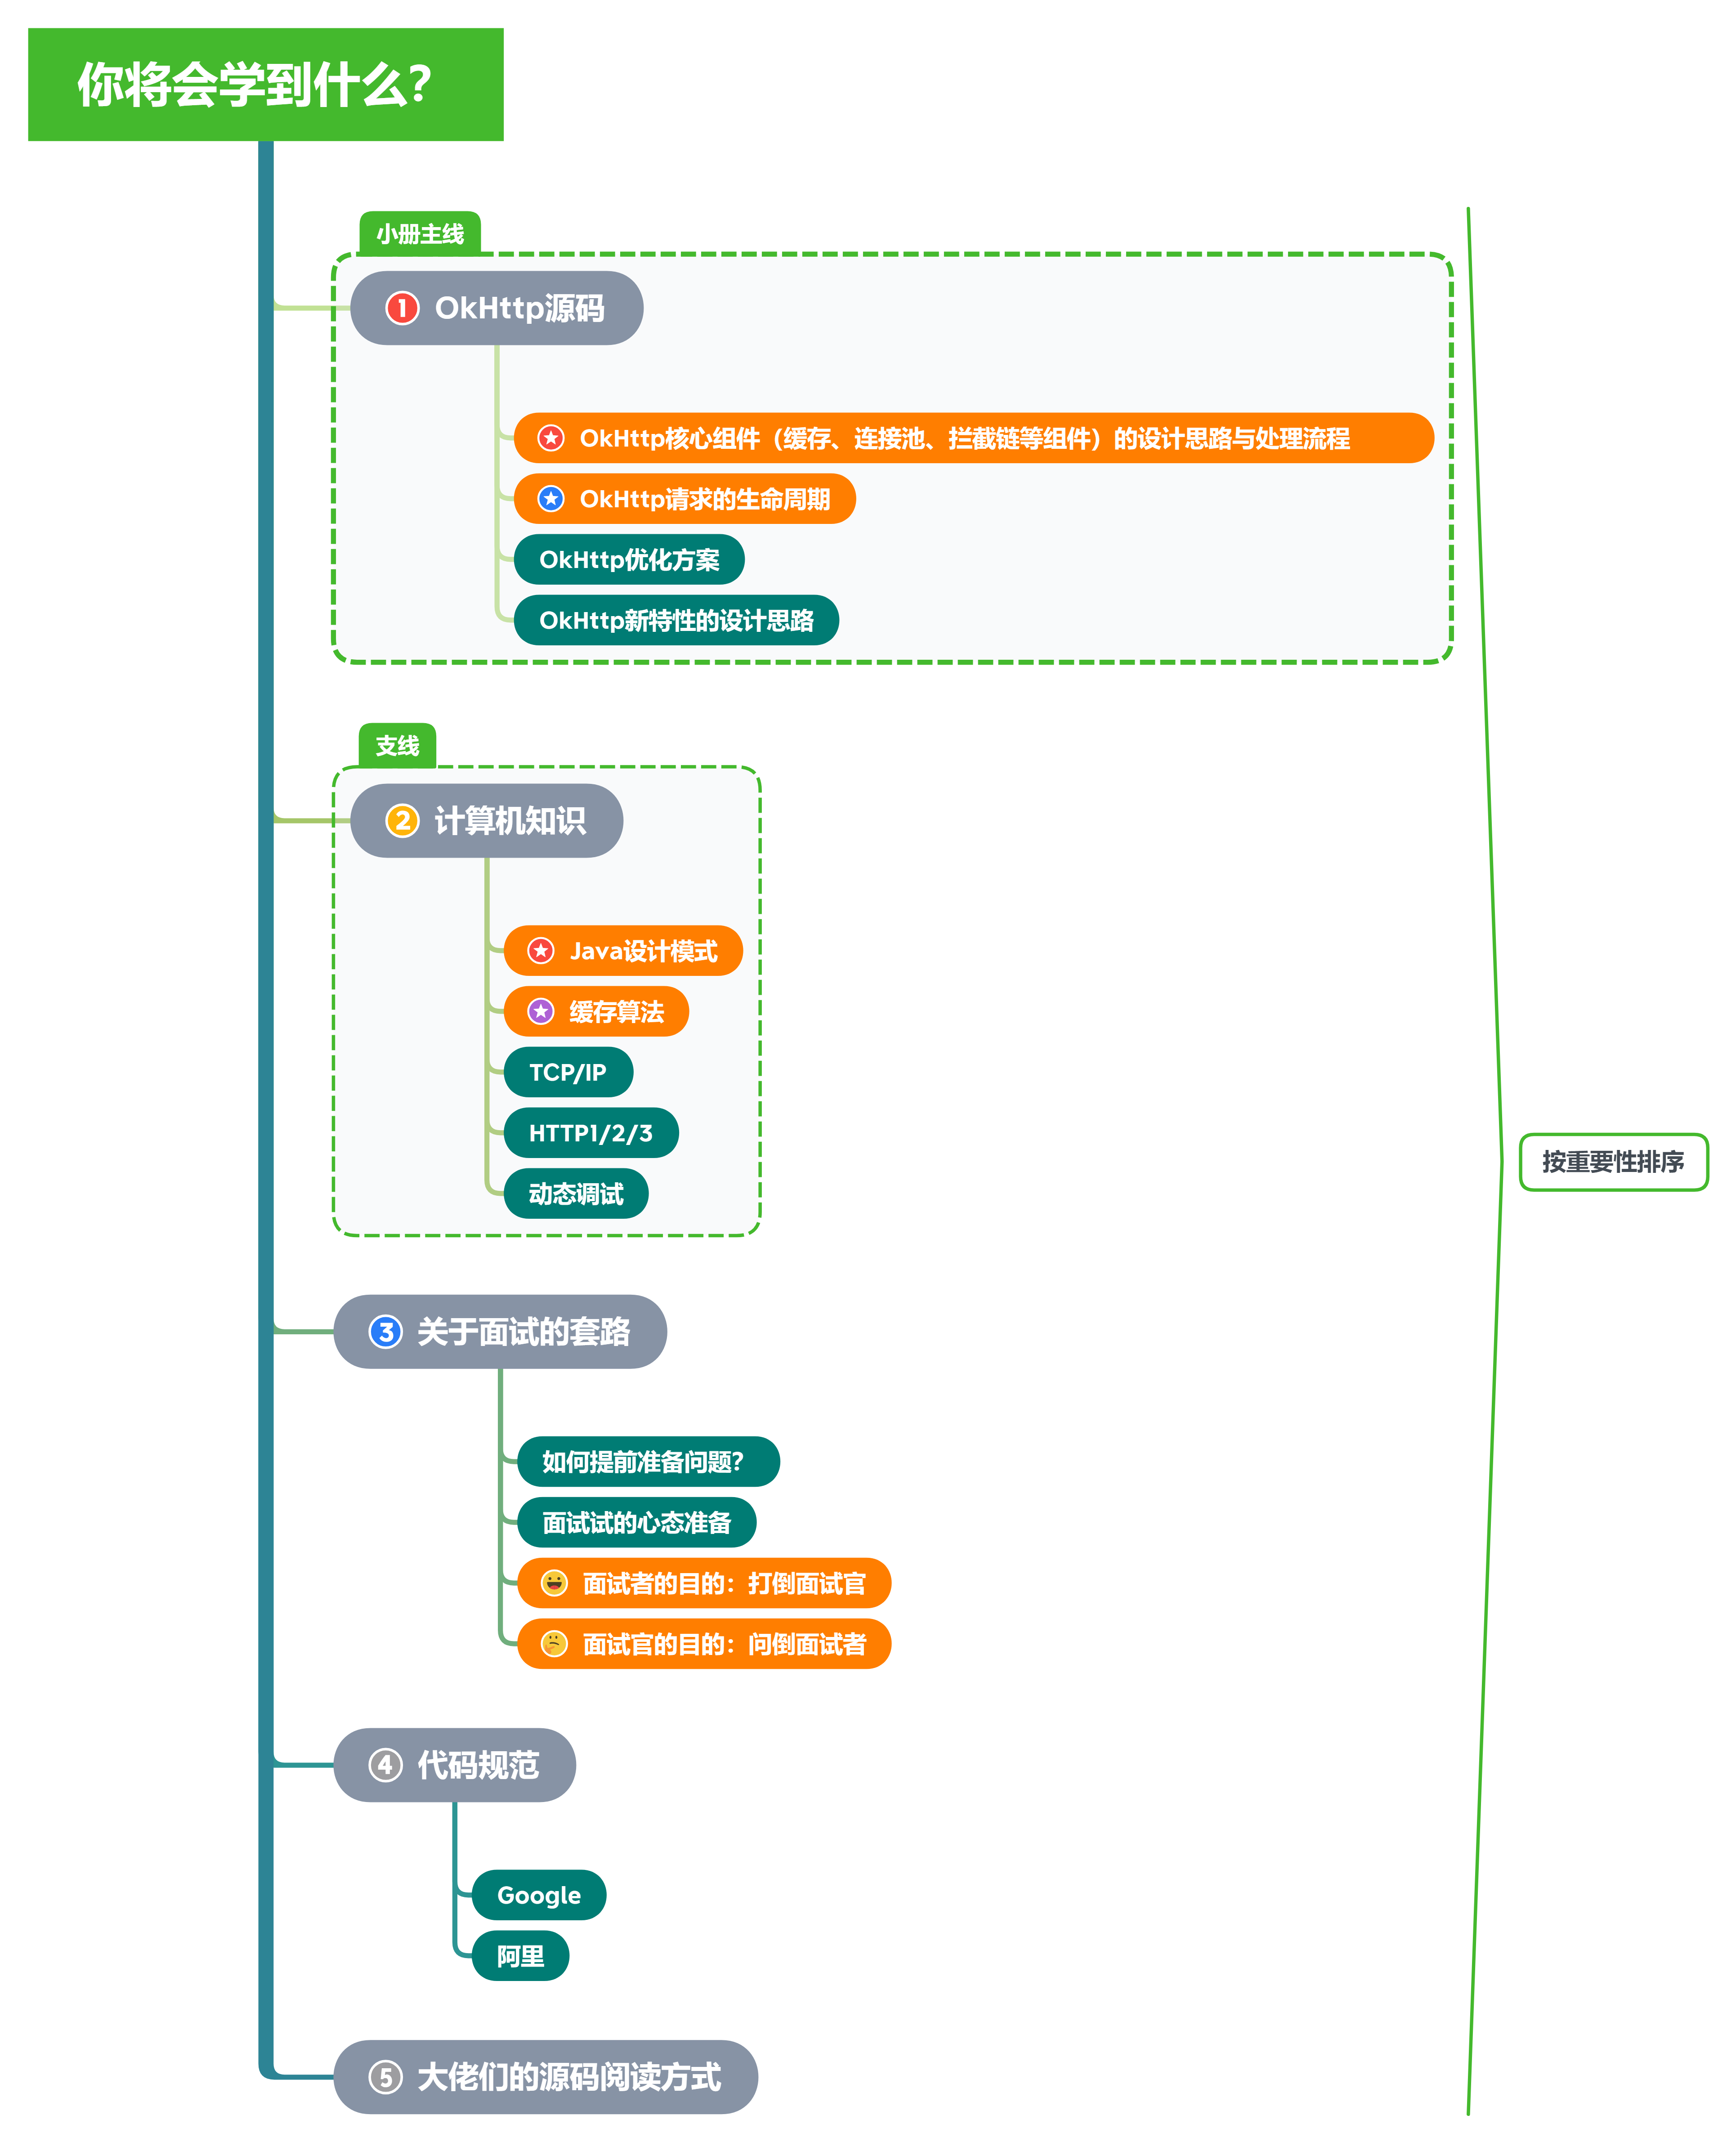 你将会学到什么？
小册主线
1 OkHttp源码
OkHttp核心组件（缓存、连接池、拦截链等组件）的设计思路与处理流程
OkHttp请求的生命周期
OkHttp优化方案
OkHttp新特性的设计思路
支线
2 计算机知识
Java设计模式
缓存算法
TCP/IP
HTTP1/2/3
动态调试
按重要性排序
3 关于面试的套路
如何提前准备问题？
面试试的心态准备
面试者的目的：打倒面试官
面试官的目的：问倒面试者
4 代码规范
Google
阿里
5 大佬们的源码阅读方式